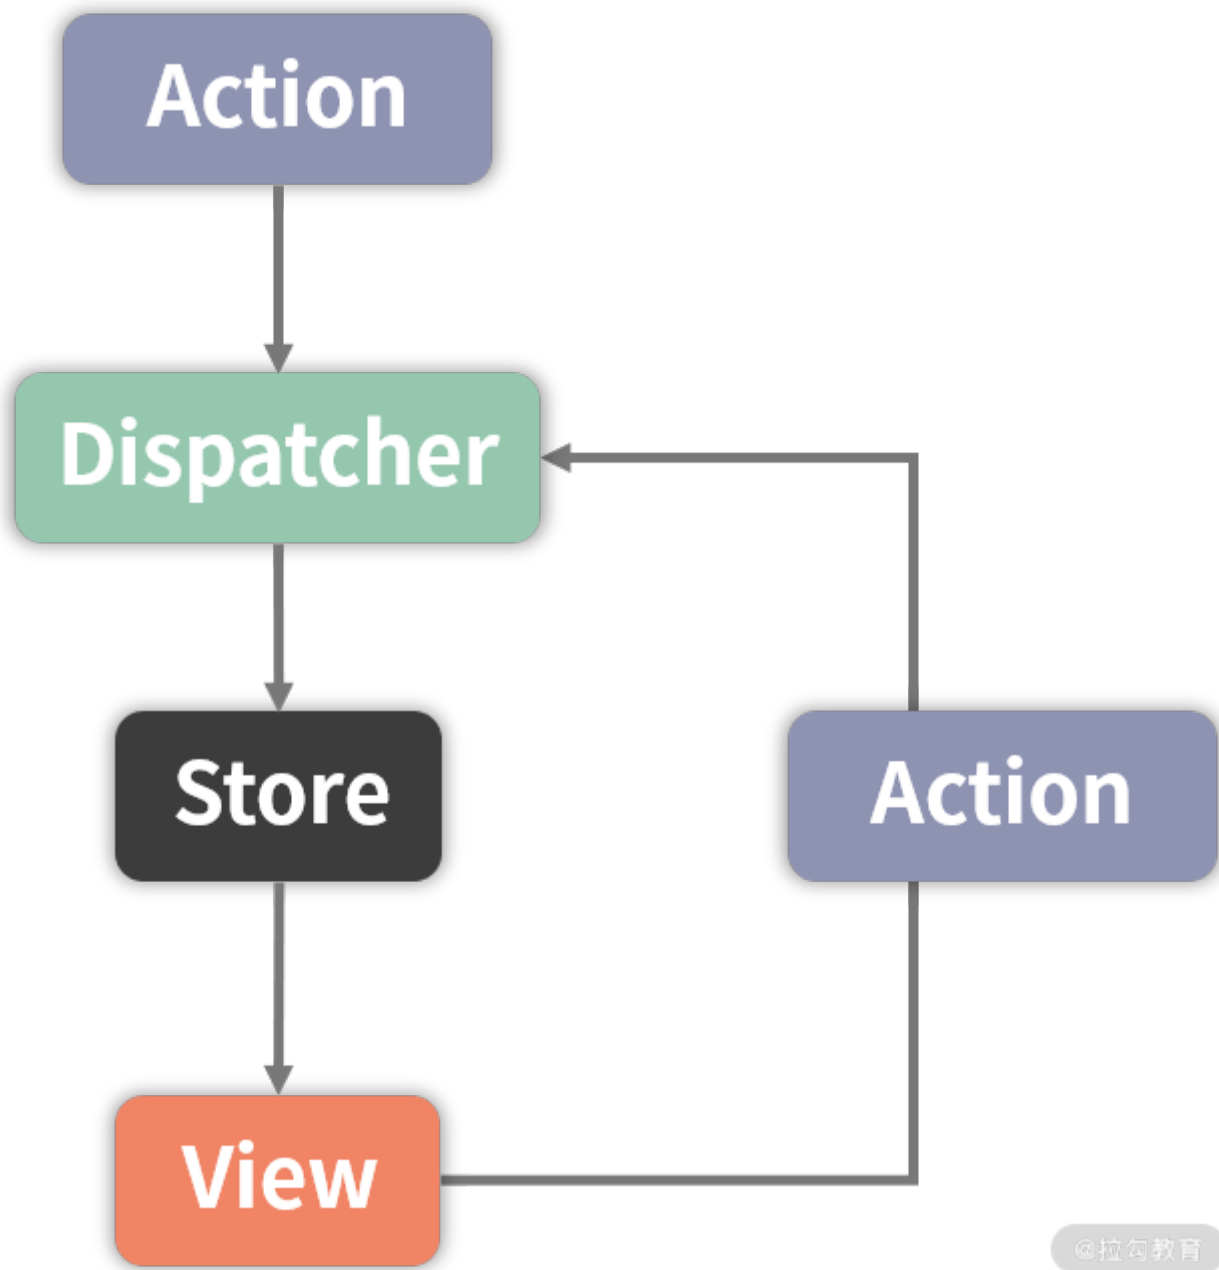 Action
Dispatcher
Store
Action
View
@拉勾教育